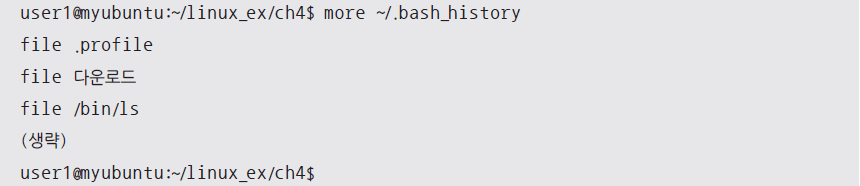 user1@myubuntu:~/linux_ex/ch4$ more ~/.bash_history
file .profile
file 다운로드
file /bin/ls
(생략)
user1@myubuntu:~/linux_ex/ch4$